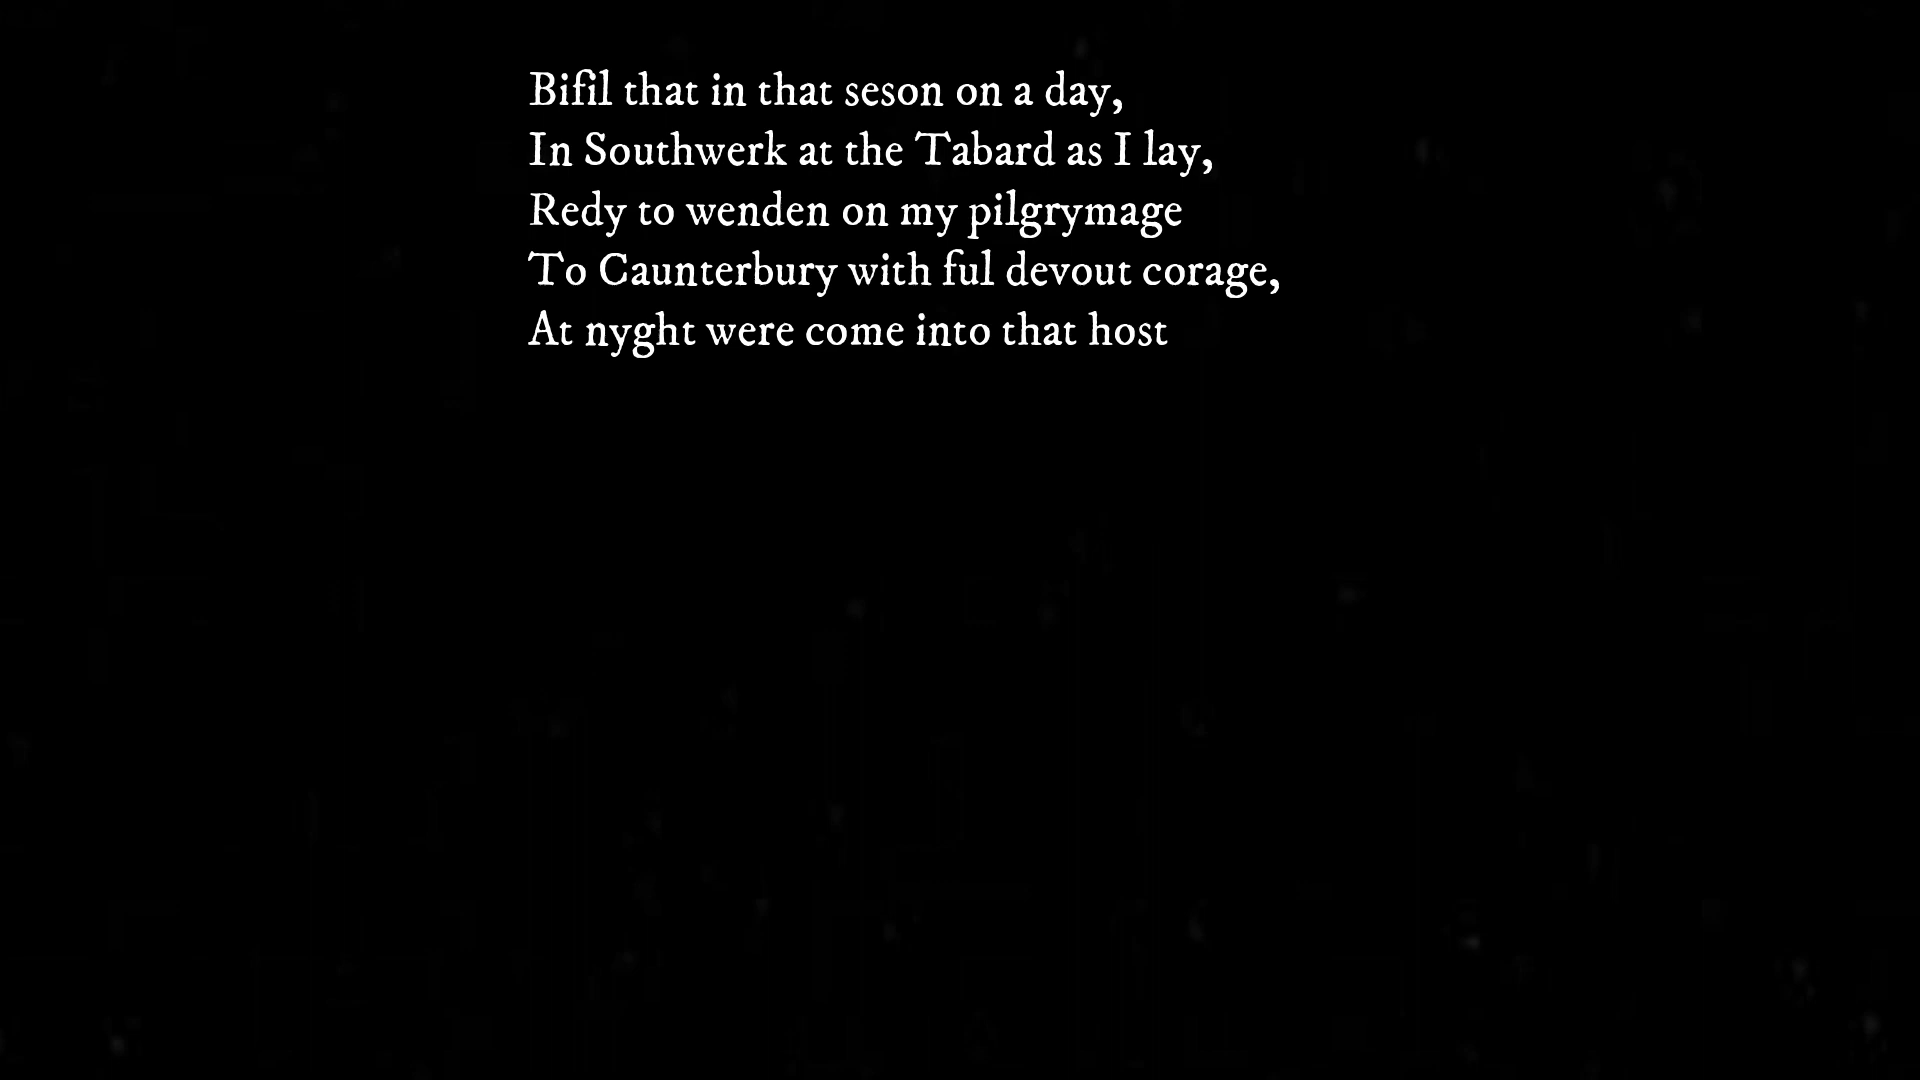 Bifil that in that seson on a day,
In Southwerk at the Tabard as I lay,
Redy to wenden on my pilgrymage
To Caunterbury with ful devout corage,
At nyght were come into that host